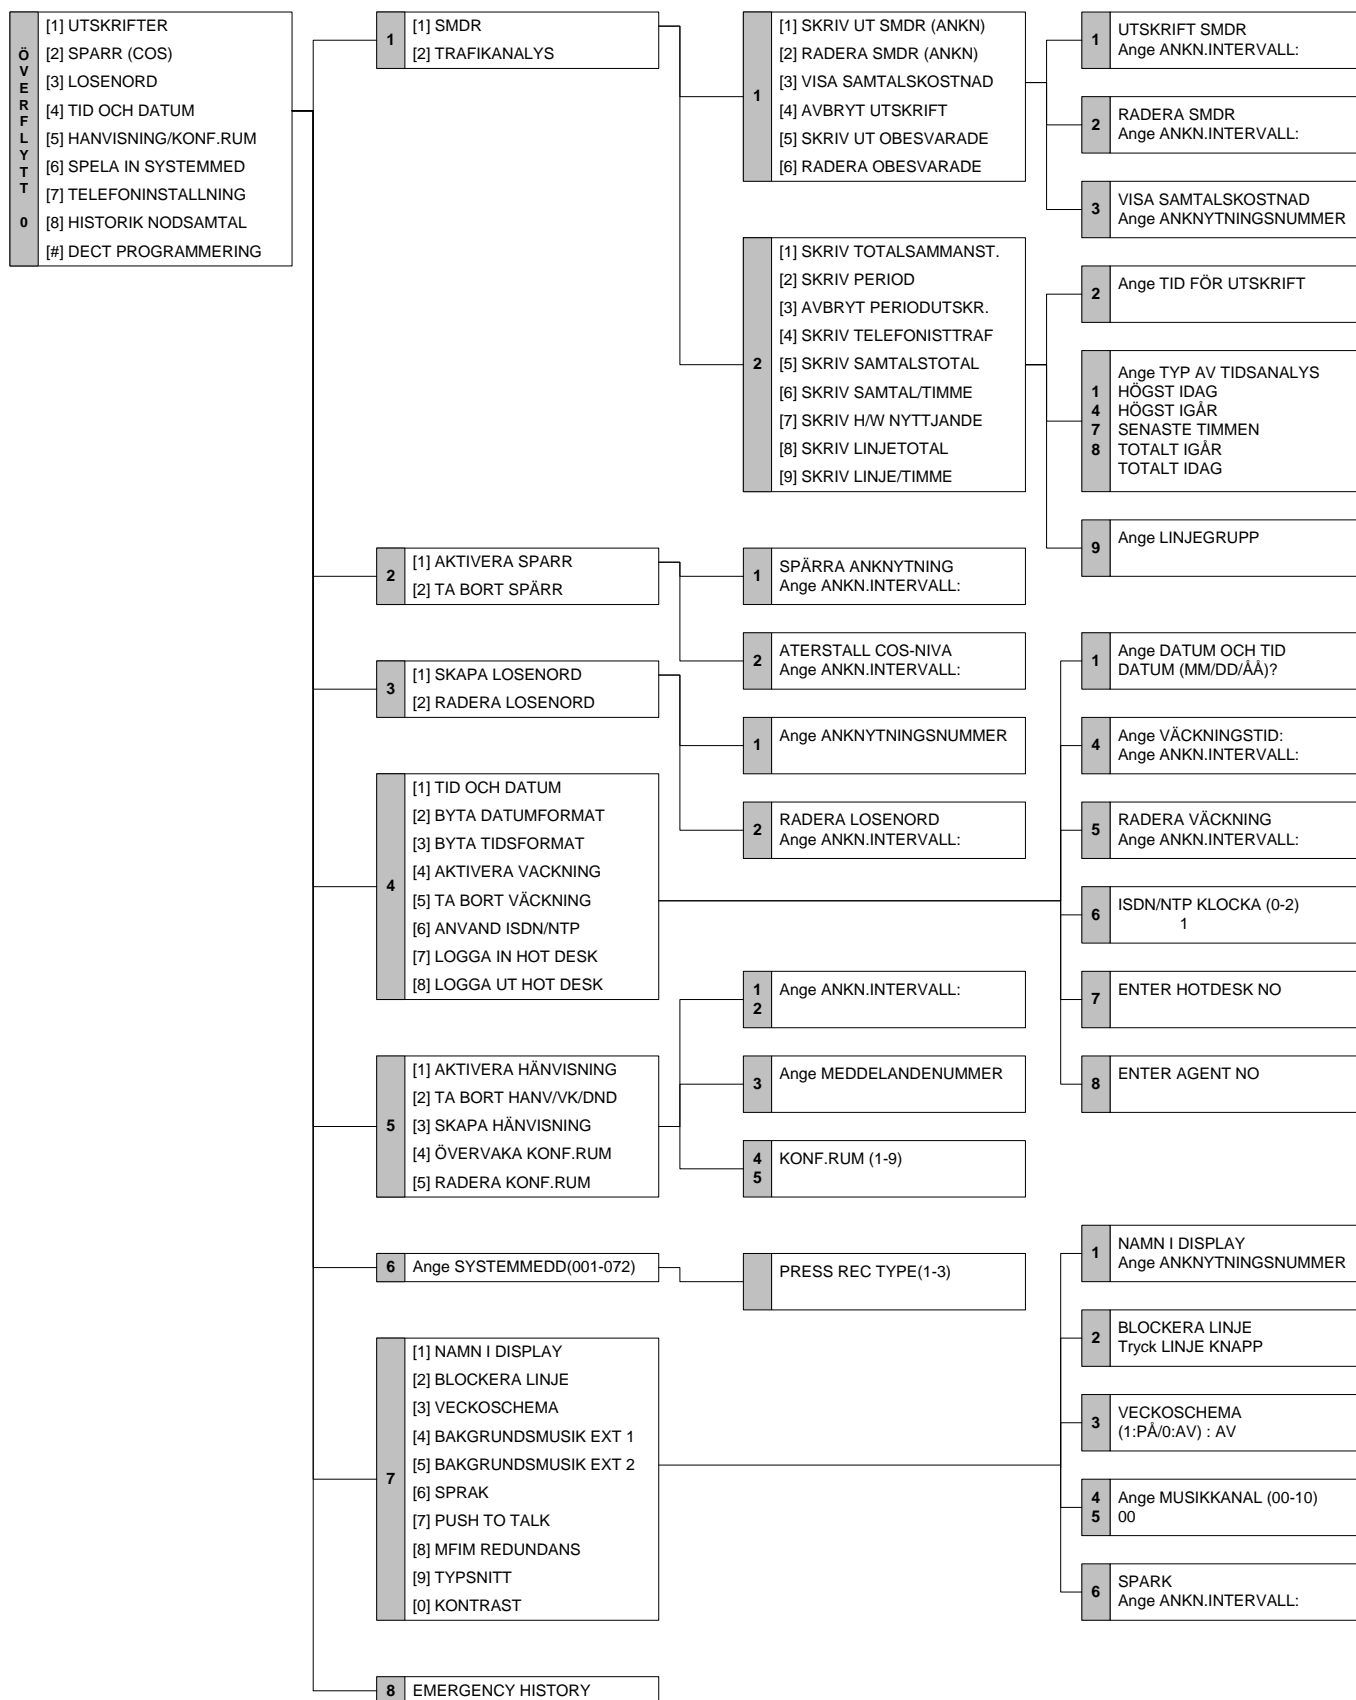 ÖVERFLYTT 0
[1] UTSKRIFTER
[2] SPARR (COS)
[3] LOSENORD
[4] TID OCH DATUM
[5] HANVISNING/KONF.RUM
[6] SPELA IN SYSTEMMED
[7] TELEFONINSTALLNING
[8] HISTORIK NODSAMTAL
[#] DECT PROGRAMMERING
1
[1] SMDR
[2] TRAFIKANALYS
1
[1] SKRIV UT SMDR (ANKN)
[2] RADERA SMDR (ANKN)
[3] VISA SAMTALSKOSTNAD
[4] AVBRYT UTSKRIFT
[5] SKRIV UT OBESVARADE
[6] RADERA OBESVARADE
1
UTSKRIFT SMDR
Ange ANKN.INTERVALL:
2
RADERA SMDR
Ange ANKN.INTERVALL:
3
VISA SAMTALSKOSTNAD
Ange ANKNYTNINGSNUMMER
2
[1] SKRIV TOTALSAMMANST.
[2] SKRIV PERIOD
[3] AVBRYT PERIODUTSKR.
[4] SKRIV TELEFONISTTRAF
[5] SKRIV SAMTALSTOTAL
[6] SKRIV SAMTAL/TIMME
[7] SKRIV H/W NYTTJANDE
[8] SKRIV LINJETOTAL
[9] SKRIV LINJE/TIMME
2
Ange TID FÖR UTSKRIFT
1
4
7
8
Ange TYP AV TIDSANALYS
HÖGST IDAG
HÖGST IGÅR
SENASTE TIMMEN
TOTALT IGÅR
TOTALT IDAG
9
Ange LINJEGRUPP
2
[1] AKTIVERA SPARR
[2] TA BORT SPÄRR
1
SPÄRRA ANKNYTNING
Ange ANKN.INTERVALL:
2
ATERSTALL COS-NIVA
Ange ANKN.INTERVALL:
3
[1] SKAPA LOSENORD
[2] RADERA LOSENORD
1
Ange ANKNYTNINGSNUMMER
2
RADERA LOSENORD
Ange ANKN.INTERVALL:
4
[1] TID OCH DATUM
[2] BYTA DATUMFORMAT
[3] BYTA TIDSFORMAT
[4] AKTIVERA VACKNING
[5] TA BORT VÄCKNING
[6] ANVAND ISDN/NTP
[7] LOGGA IN HOT DESK
[8] LOGGA UT HOT DESK
1
Ange DATUM OCH TID
DATUM (MM/DD/ÅÅ)?
4
Ange VÄCKNINGSTID:
Ange ANKN.INTERVALL:
5
RADERA VÄCKNING
Ange ANKN.INTERVALL:
6
ISDN/NTP KLOCKA (0-2)
1
7
ENTER HOTDESK NO
8
ENTER AGENT NO
5
[1] AKTIVERA HÄNVISNING
[2] TA BORT HANV/VK/DND
[3] SKAPA HÄNVISNING
[4] ÖVERVAKA KONF.RUM
[5] RADERA KONF.RUM
1
2
Ange ANKN.INTERVALL:
3
Ange MEDDELANDENUMMER
4
5
KONF.RUM (1-9)
6
Ange SYSTEMMEDD(001-072)
PRESS REC TYPE(1-3)
7
[1] NAMN I DISPLAY
[2] BLOCKERA LINJE
[3] VECKOSCHEMA
[4] BAKGRUNDSMUSIK EXT 1
[5] BAKGRUNDSMUSIK EXT 2
[6] SPRAK
[7] PUSH TO TALK
[8] MFIM REDUNDANS
[9] TYPSNITT
[0] KONTRAST
1
NAMN I DISPLAY
Ange ANKNYTNINGSNUMMER
2
BLOCKERA LINJE
Tryck LINJE KNAPP
3
VECKOSCHEMA
(1:PÅ/0:AV) : AV
4
5
Ange MUSIKKANAL (00-10)
00
6
SPARK
Ange ANKN.INTERVALL:
8
EMERGENCY HISTORY